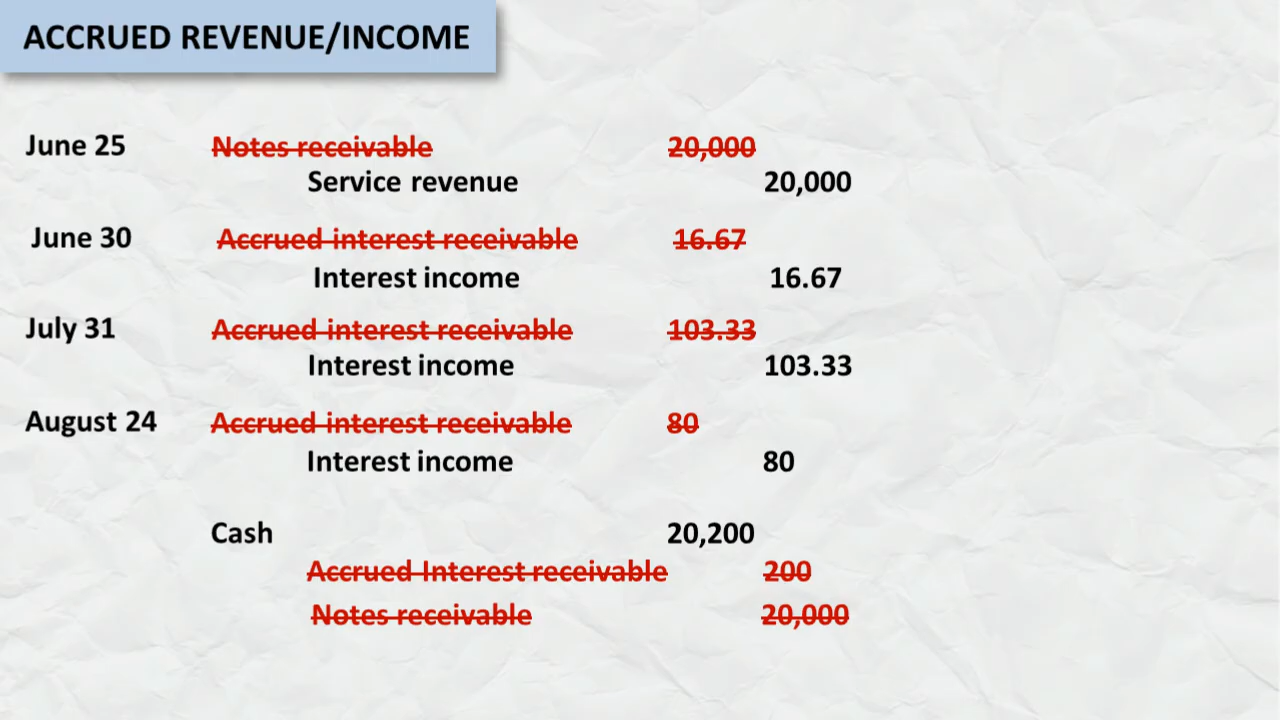 ACCRUED REVENUE/INCOME
June 25 Notes receivable 20,000
Service revenue 20,000
June 30 Accrued interest receivable 16.67
Interest income 16.67
July 31 Accrued interest receivable 103.33
Interest income 103.33
August 24 Accrued interest receivable 80
Interest income 80
Cash 20,200
Accrued Interest receivable 200
Notes receivable 20,000